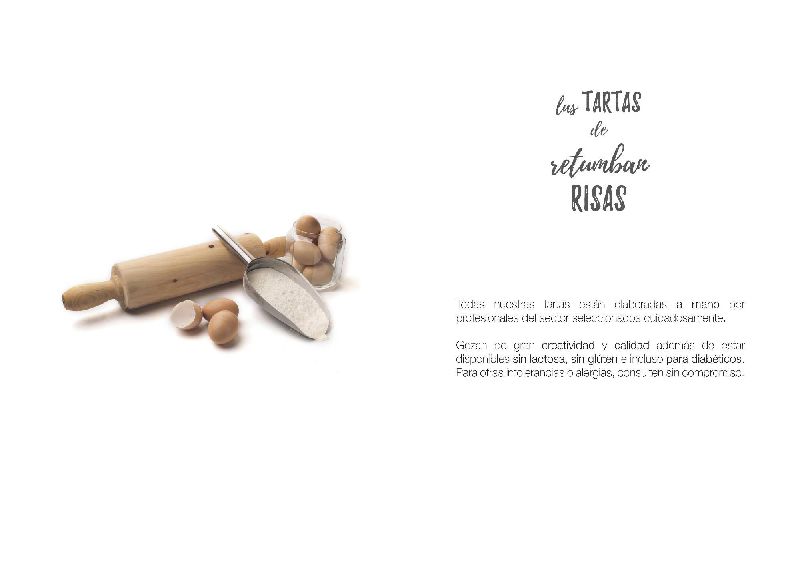 las TARTAS
de
retumban
RISAS
Todas nuestras tartas están elaboradas a mano por
profesionales del sector seleccionados cuidadosamente.
Gozan de gran creatividad y calidad además de estar
disponibles sin lactosa, sin glúten e incluso para diabéticos.
Para otras intolerancias o alergias, consulten sin compromiso.